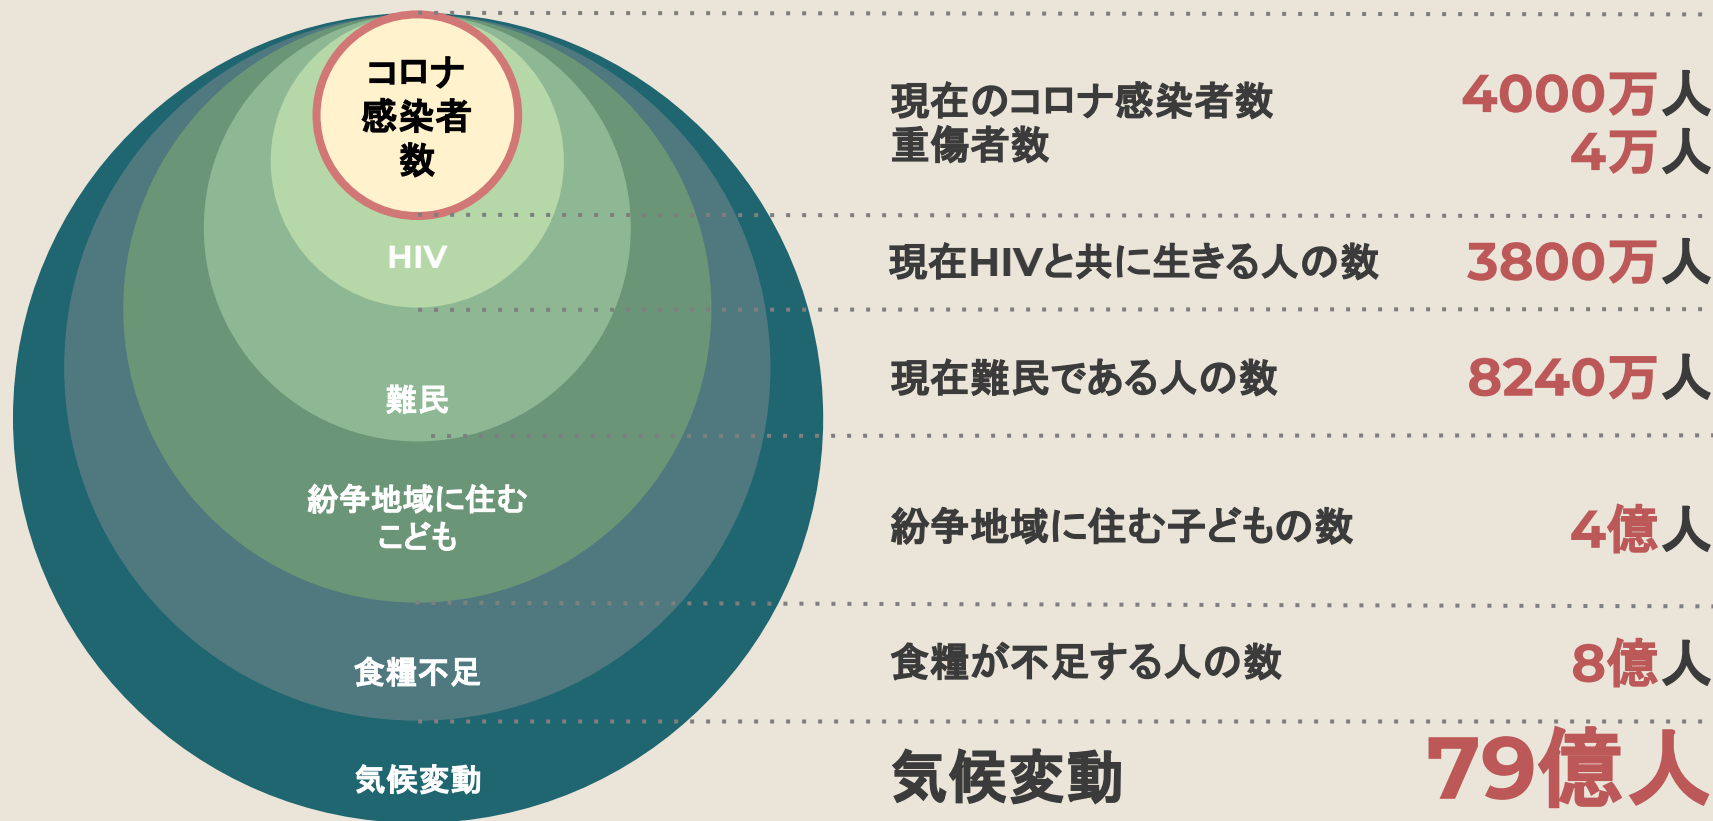 コロナ
感染者
数
HIV
難民
紛争地域に住む
こども
食糧不足
気候変動
現在のコロナ感染者数 4000万人
重傷者数 4万人
現在HIVと共に生きる人の数 3800万人
現在難民である人の数 8240万人
紛争地域に住む子どもの数 4億人
食糧が不足する人の数 8億人
気候変動 79億人